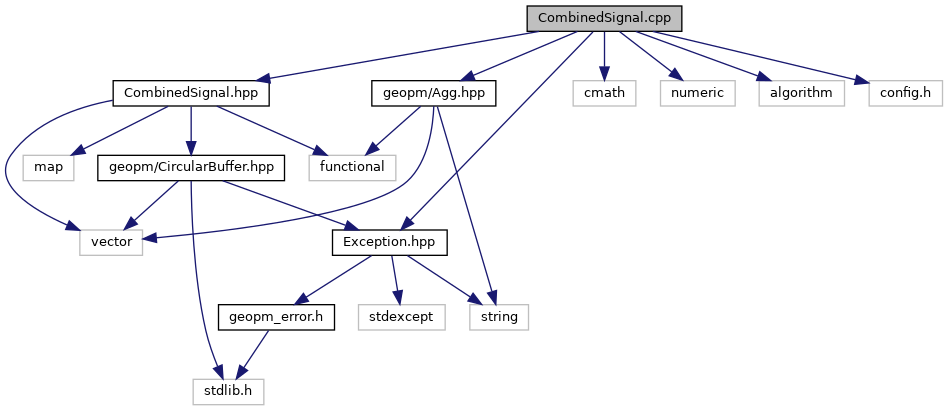 CombinedSignal.cpp
CombinedSignal.hpp
geopm/Agg.hpp
cmath
numeric
algorithm
config.h
map
geopm/CircularBuffer.hpp
functional
vector
Exception.hpp
geopm_error.h
stdexcept
string
stdlib.h